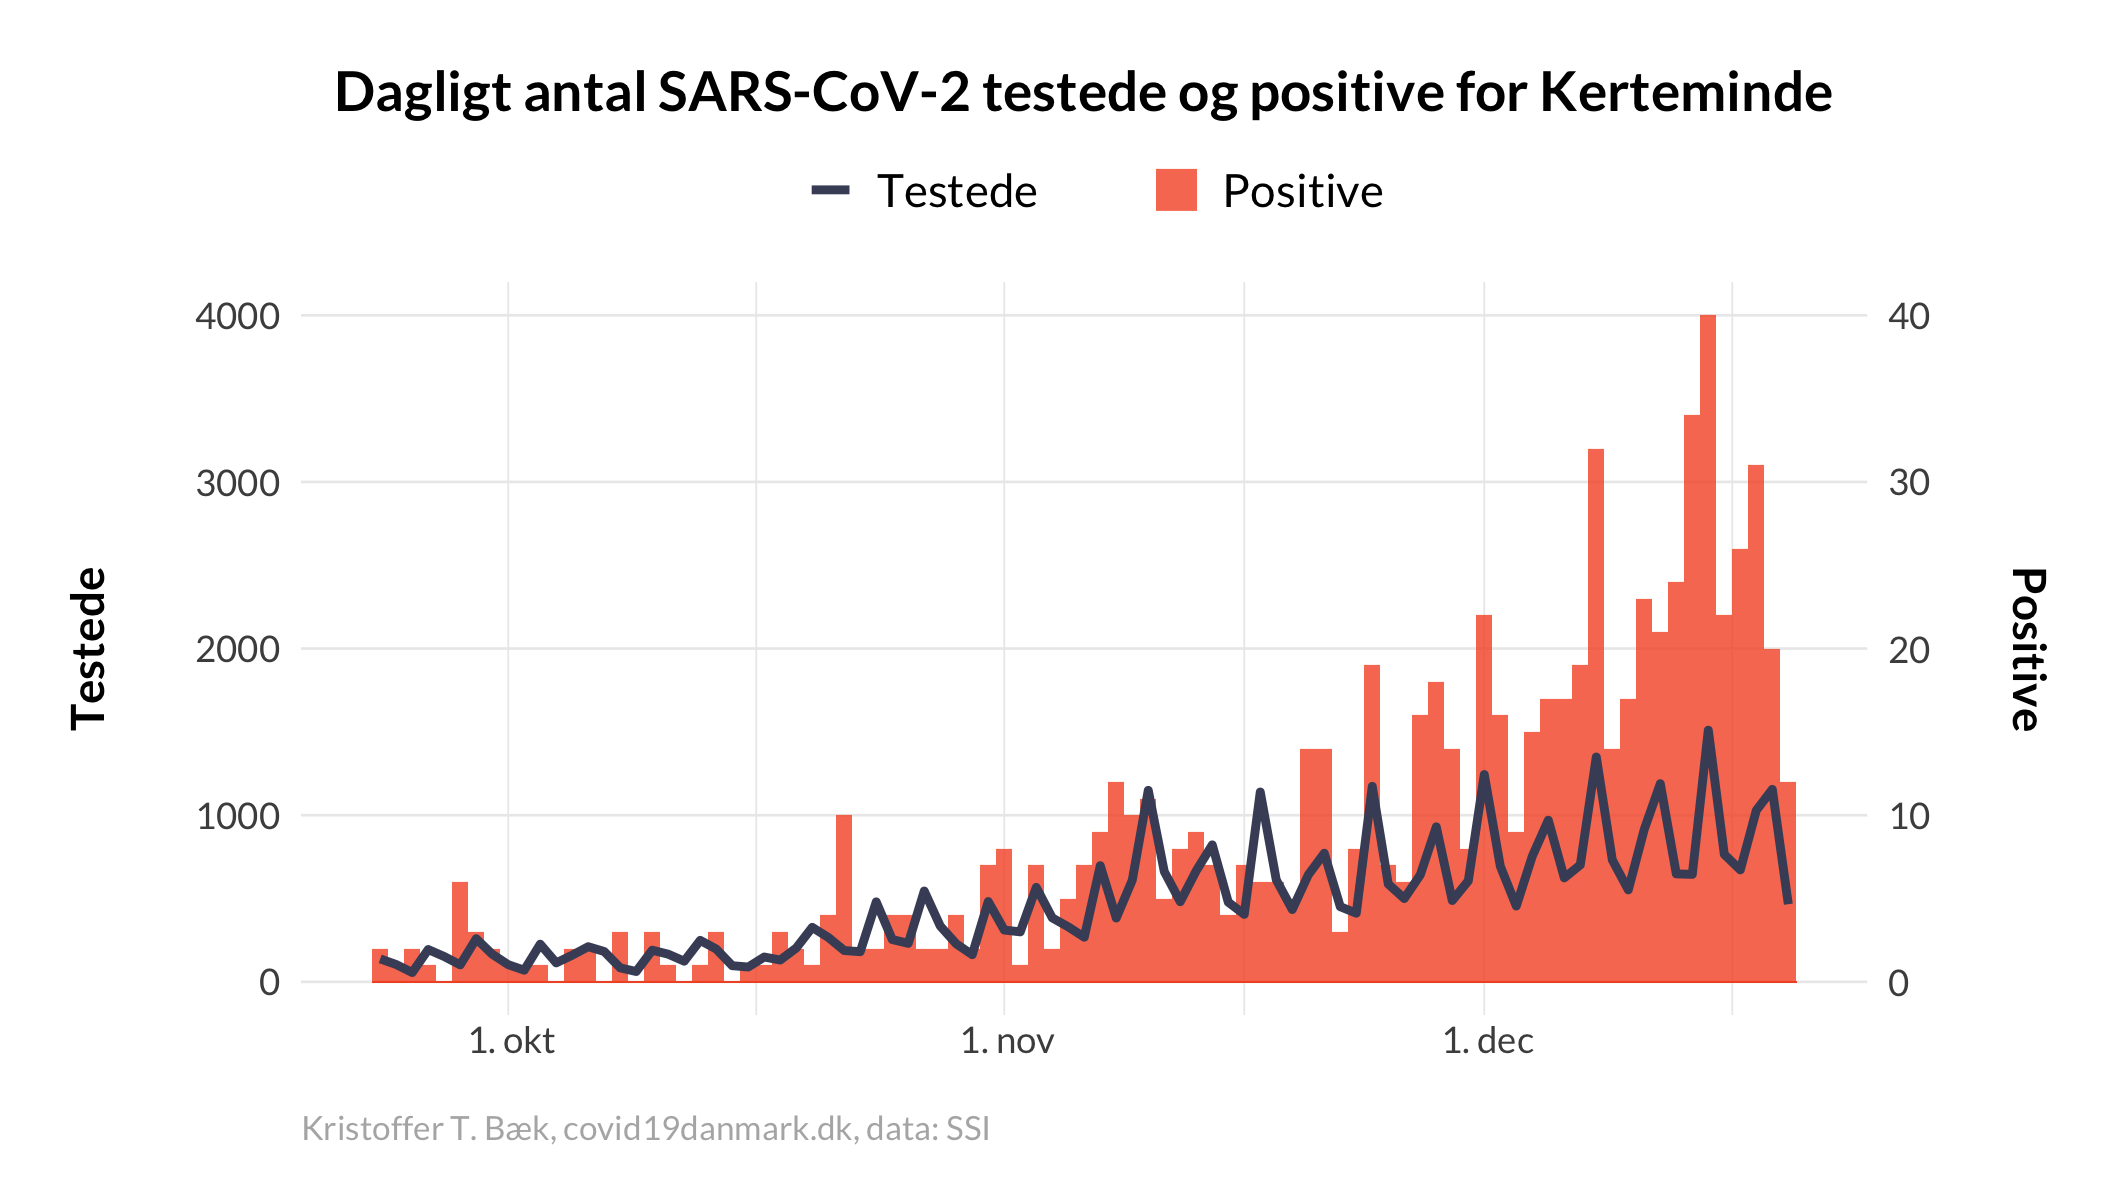 Dagligt antal SARS-CoV-2 testede og positive for Kerteminde
Testede Positive
4000 40
3000 30
2000 20
1000 10
0 0
Testede
Positive
1. okt 1. nov 1. dec
Kristoffer T. Bæk, covid19danmark.dk, data: SSI